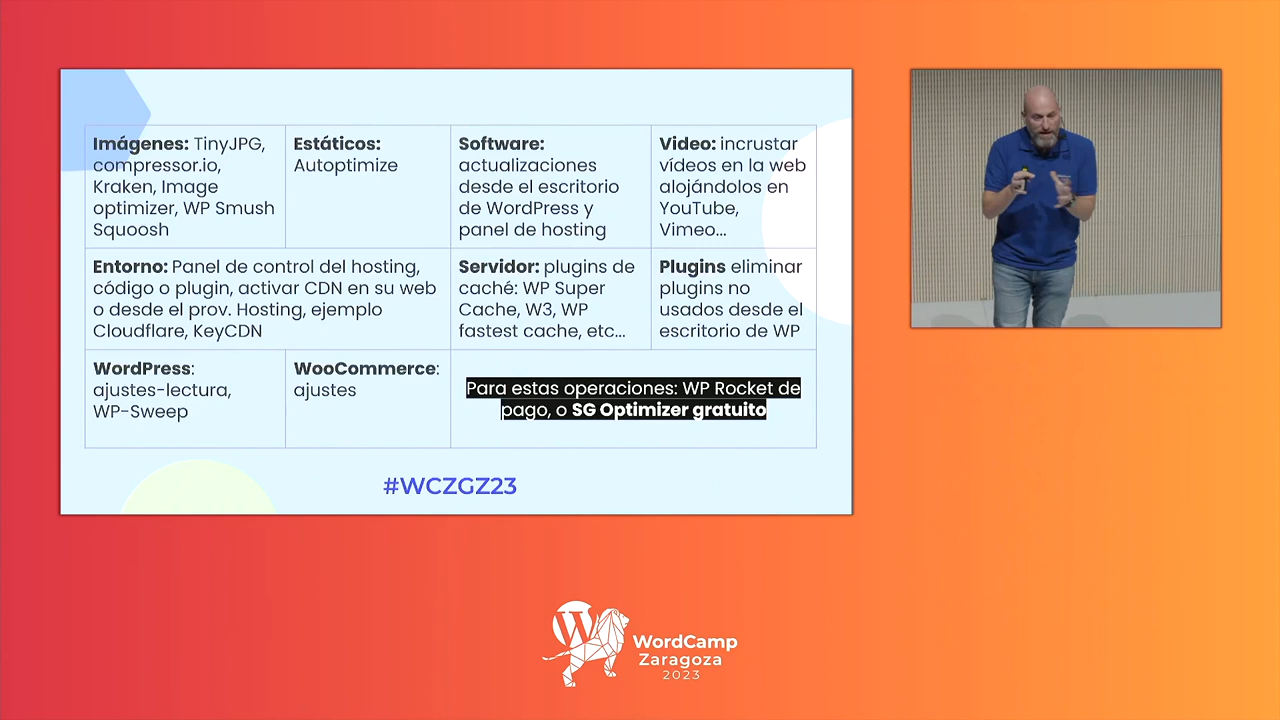 Imágenes: TinyJPG,
compressor.io,
Kraken, Image
optimizer, WP Smush
Squoosh
Estáticos:
Autoptimize
Software:
actualizaciones
desde el escritorio
de WordPress y
panel de hosting
Video: incrustar
vídeos en la web
alojándolos en
YouTube,
Vimeo...
Entorno: Panel de control del hosting,
código o plugin, activar CDN en su web
o desde el prov. Hosting, ejemplo
Cloudflare, KeyCDN
Servidor: plugins de
caché: WP Super
Cache, W3, WP
fastest cache, etc...
Plugins eliminar
plugins no
usados desde el
escritorio de WP
WordPress:
ajustes-lectura,
WP-Sweep
WooCommerce:
ajustes
Para estas operaciones: WP Rocket de
pago, o SG Optimizer gratuito
#WCZGZ23
WordCamp
Zaragoza
2023